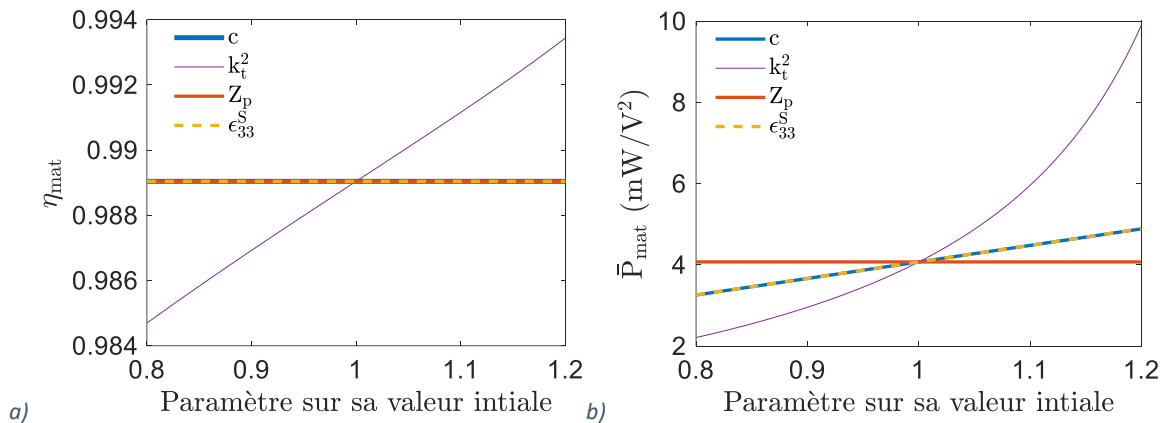 0.994
0.992
0.99
0.988
0.986
0.984
η_mat
c
k_t^2
Z_p
ϵ_33^S
0.8 0.9 1 1.1 1.2
Paramètre sur sa valeur intiale
a)
10
8
6
4
2
P̄_mat (mW/V^2)
c
k_t^2
Z_p
ϵ_33^S
0.8 0.9 1 1.1 1.2
Paramètre sur sa valeur intiale
b)